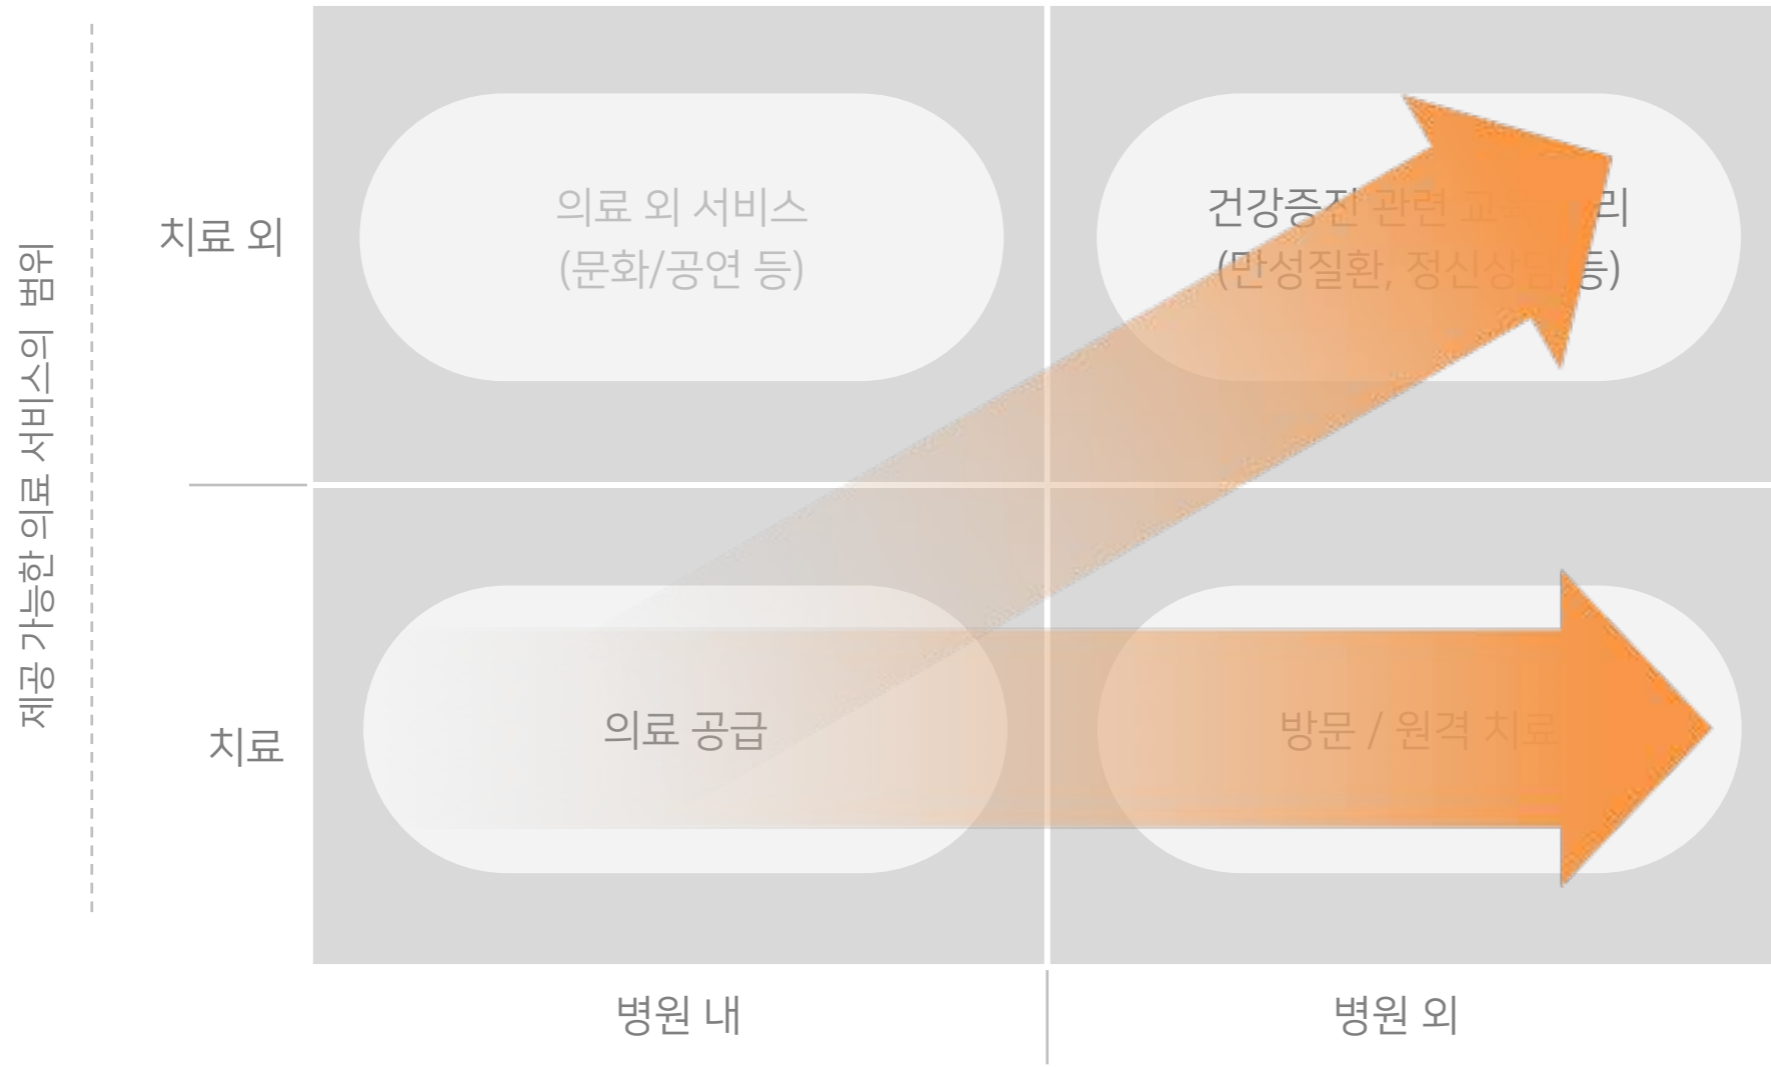 제공 가능한 의료 서비스의 범위
치료 외
의료 외 서비스
(문화/공연 등)
건강증진 관련 교육
(만성질환, 정신상담 등)
치료
의료 공급
방문 / 원격 치료
병원 내
병원 외